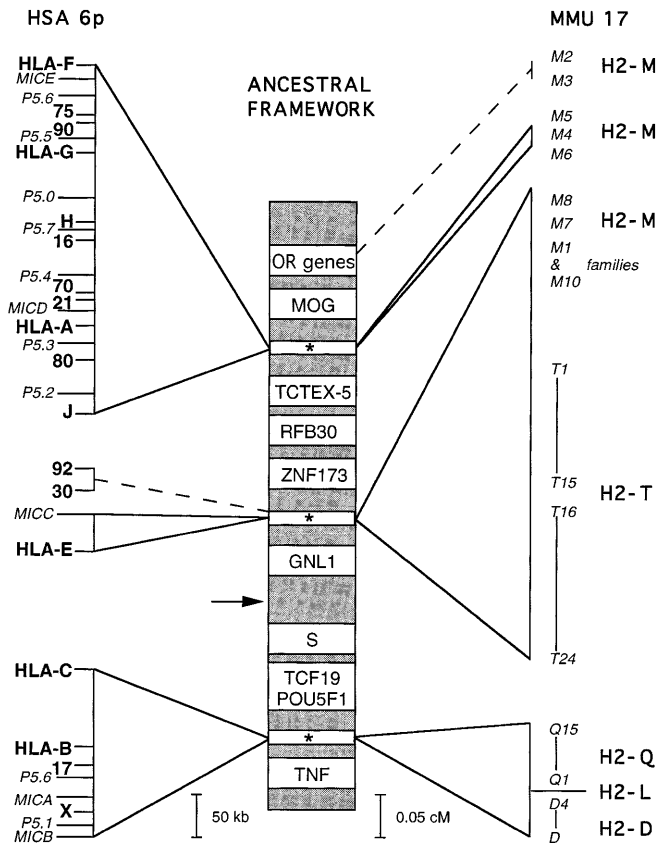 HSA 6p
HLA-F
MICE
P5.6
75
90
P5.5
HLA-G
P5.0
H
P5.7
16
P5.4
70
21
MICD
HLA-A
P5.3
80
P5.2
J
92
30
MICC
HLA-E
HLA-C
HLA-B
17
P5.6
MICA
X
P5.1
MICB
ANCESTRAL
FRAMEWORK
OR genes
MOG
*
TCTEX-5
RFB30
ZNF173
*
GNL1
S
TCF19
POU5F1
*
TNF
50 kb
0.05 cM
MMU 17
M2
M3
H2-M
M5
M4
M6
H2-M
M8
M7
M1
& families
M10
H2-M
T1
T15
T16
T24
H2-T
Q15
Q1
D4
D
H2-Q
H2-L
H2-D